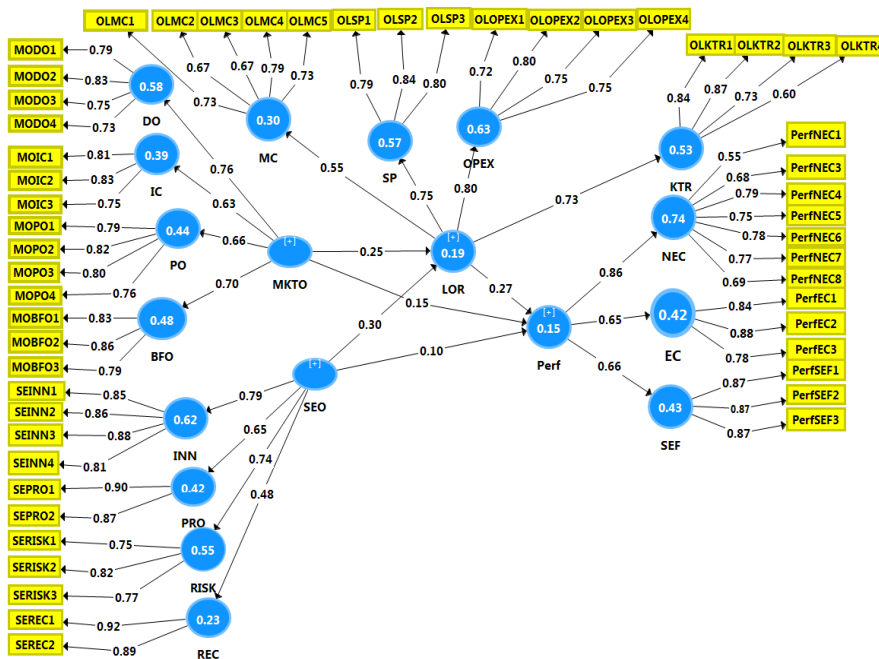 OLMC1
OLMC2
OLMC3
OLMC4
OLMC5
OLSP1
OLSP2
OLSP3
OLOPEX1
OLOPEX2
OLOPEX3
OLOPEX4
OLKTR1
OLKTR2
OLKTR3
OLKTR4
MODO1
MODO2
MODO3
MODO4
0.79
0.83
0.75
0.73
0.58
DO
MOIC1
MOIC2
MOIC3
0.81
0.83
0.75
0.39
IC
MOPO1
MOPO2
MOPO3
MOPO4
0.79
0.82
0.80
0.76
0.44
PO
MOBFO1
MOBFO2
MOBFO3
0.83
0.86
0.79
0.48
BFO
SEINN1
SEINN2
SEINN3
SEINN4
0.85
0.86
0.88
0.81
0.62
INN
SEPRO1
SEPRO2
0.90
0.87
0.42
PRO
SERISK1
SERISK2
SERISK3
0.75
0.82
0.77
0.55
RISK
SEREC1
SEREC2
0.92
0.89
0.23
REC
0.73
0.67
0.67
0.79
0.73
0.30
MC
0.79
0.84
0.80
0.57
SP
0.72
0.80
0.75
0.75
0.63
OPEX
0.84
0.87
0.73
0.60
0.53
KTR
0.76
0.63
0.66
0.70
[+]
MKTO
0.25
0.15
0.55
0.75
0.80
0.73
[+]
0.19
LOR
0.27
0.30
0.10
[+]
SEO
0.79
0.65
0.74
0.48
[+]
0.15
Perf
0.86
0.65
0.66
0.74
NEC
0.55
0.68
0.79
0.75
0.78
0.77
0.69
PerfNEC1
PerfNEC3
PerfNEC4
PerfNEC5
PerfNEC6
PerfNEC7
PerfNEC8
0.42
EC
0.84
0.88
0.78
PerfEC1
PerfEC2
PerfEC3
0.43
SEF
0.87
0.87
0.87
PerfSEF1
PerfSEF2
PerfSEF3